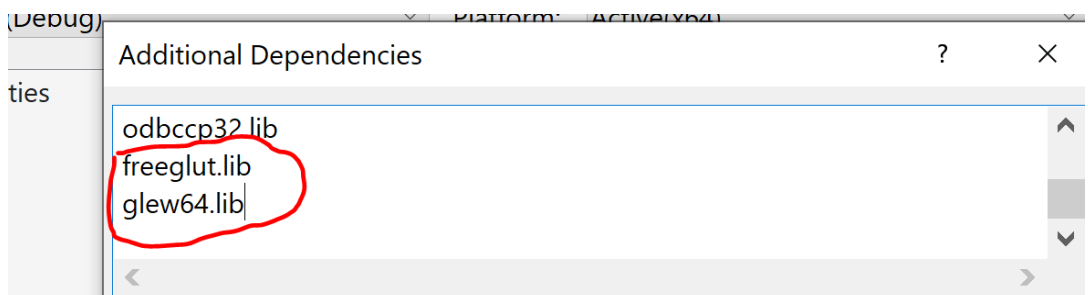 (Debug)
Platform: Active(x64)
Additional Dependencies
?
ties
odbccp32.lib
freeglut.lib
glew64.lib